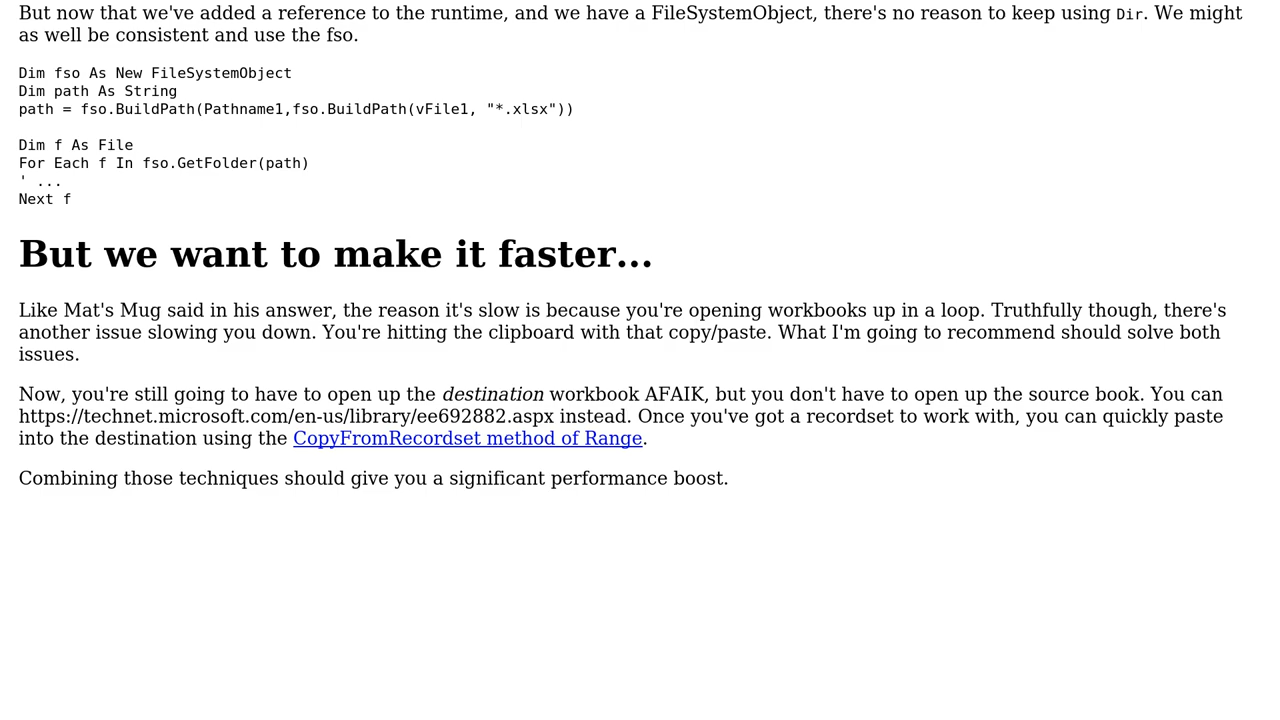 But now that we've added a reference to the runtime, and we have a FileSystemObject, there's no reason to keep using Dir. We might
as well be consistent and use the fso.
Dim fso As New FileSystemObject
Dim path As String
path = fso.BuildPath(Pathname1,fso.BuildPath(vFile1, "*.xlsx"))
Dim f As File
For Each f In fso.GetFolder(path)
' ...
Next f
But we want to make it faster...
Like Mat's Mug said in his answer, the reason it's slow is because you're opening workbooks up in a loop. Truthfully though, there's
another issue slowing you down. You're hitting the clipboard with that copy/paste. What I'm going to recommend should solve both
issues.
Now, you're still going to have to open up the destination workbook AFAIK, but you don't have to open up the source book. You can
https://technet.microsoft.com/en-us/library/ee692882.aspx instead. Once you've got a recordset to work with, you can quickly paste
into the destination using the CopyFromRecordset method of Range.
Combining those techniques should give you a significant performance boost.